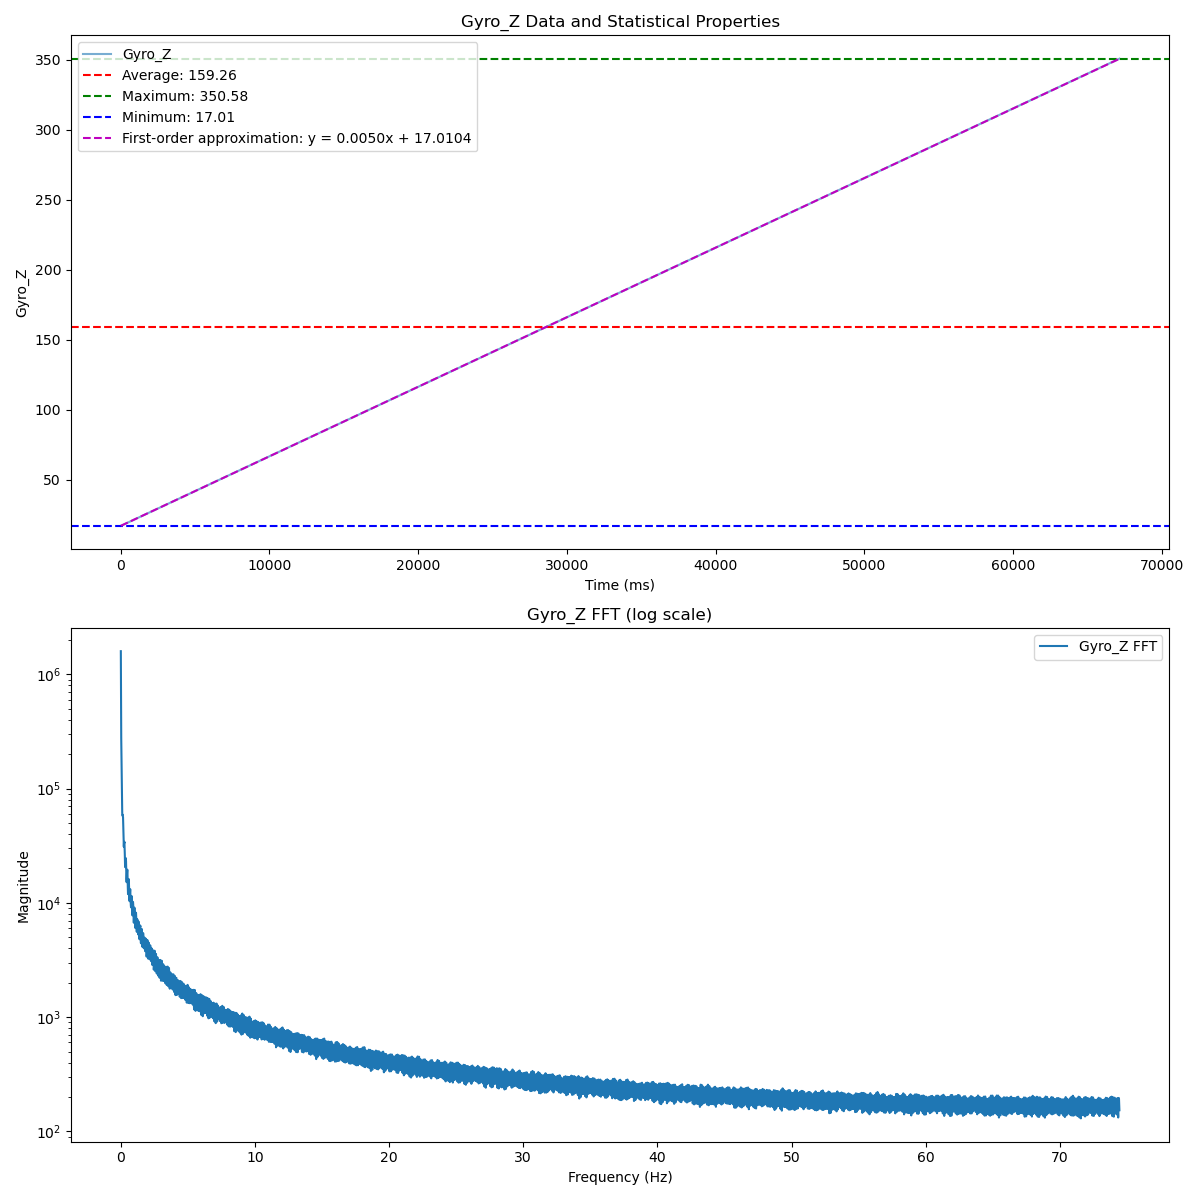 Gyro_Z Data and Statistical Properties
Gyro_Z
Average: 159.26
Maximum: 350.58
Minimum: 17.01
First-order approximation: y = 0.0050x + 17.0104
350
300
250
200
150
100
50
Gyro_Z
0 10000 20000 30000 40000 50000 60000 70000
Time (ms)
Gyro_Z FFT (log scale)
Gyro_Z FFT
10^6
10^5
10^4
10^3
10^2
Magnitude
0 10 20 30 40 50 60 70
Frequency (Hz)